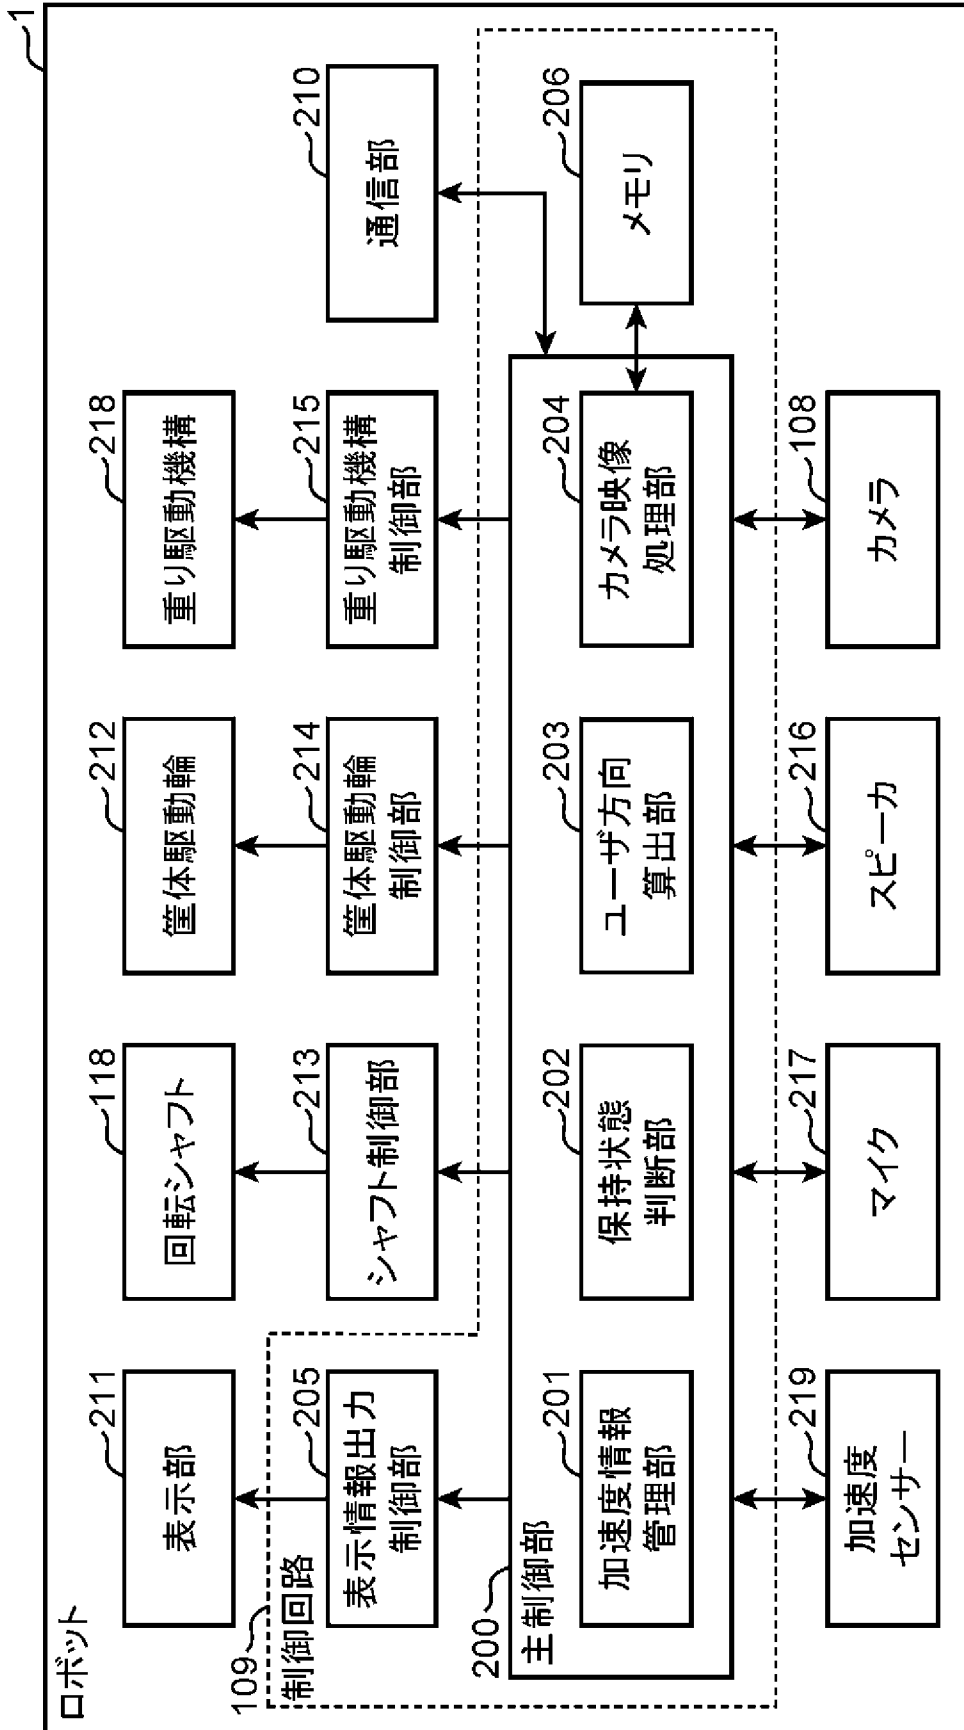 ロボット
1
211
表示部
118
回転シャフト
212
筐体駆動輪
218
重り駆動機構
109
制御回路
205
表示情報出力
制御部
213
シャフト制御部
214
筐体駆動輪
制御部
215
重り駆動機構
制御部
210
通信部
200
主制御部
201
加速度情報
管理部
202
保持状態
判断部
203
ユーザ方向
算出部
204
カメラ映像
処理部
206
メモリ
219
加速度
センサー
217
マイク
216
スピーカ
108
カメラ